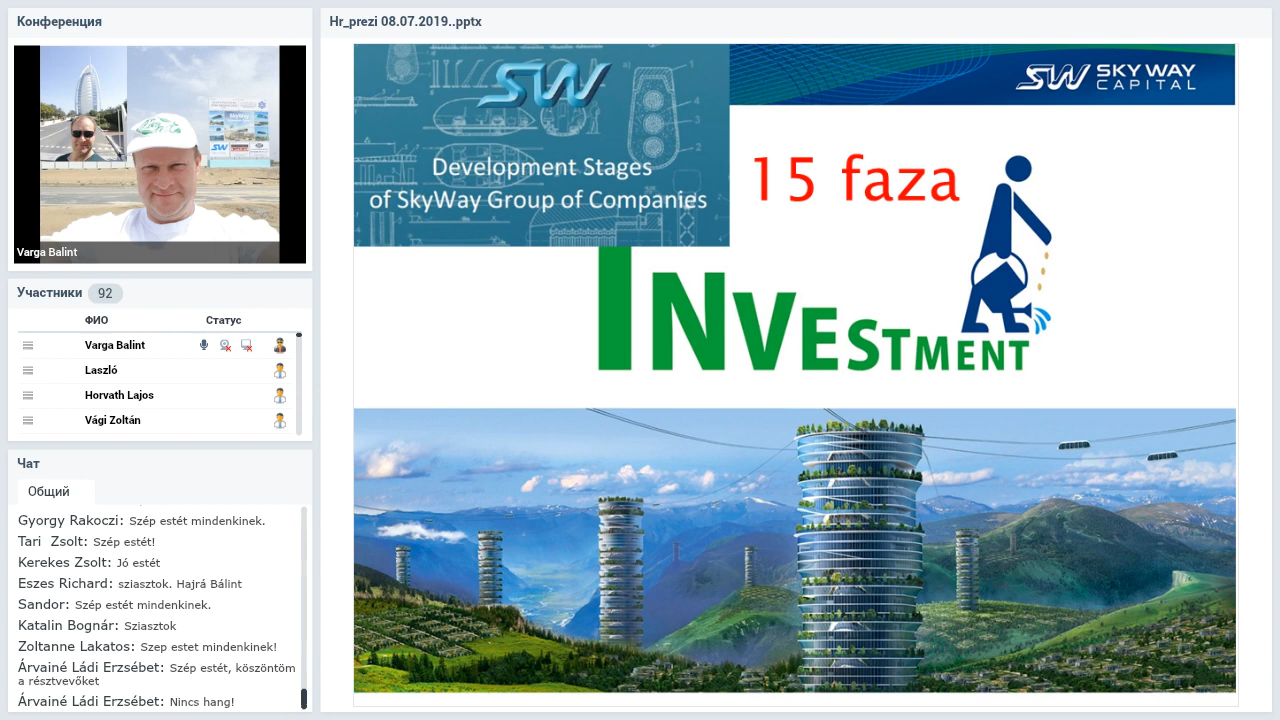 Конференция
Varga Balint
Участники 92
ФИО Статус
Varga Balint
Laszló
Horvath Lajos
Vági Zoltán
Чат
Общий
Gyorgy Rakoczi: Szép estét mindenkinek.
Tari Zsolt: Szép estét!
Kerekes Zsolt: Jó estét
Eszes Richard: sziasztok. Hajrá Bálint
Sandor: Szép estét mindenkinek.
Katalin Bognár: Sziasztok
Zoltanne Lakatosi: Szep estet mindenkinek!
Árvainé Ládi Erzsébet: Szép estét, köszöntöm
a résztvevőket
Árvainé Ládi Erzsébet: Nincs hang!
Hr_prezi 08.07.2019..pptx
SW
Development Stages
of SkyWay Group of Companies
SW SKY WAY
CAPITAL
15 faza
INVESTMENT